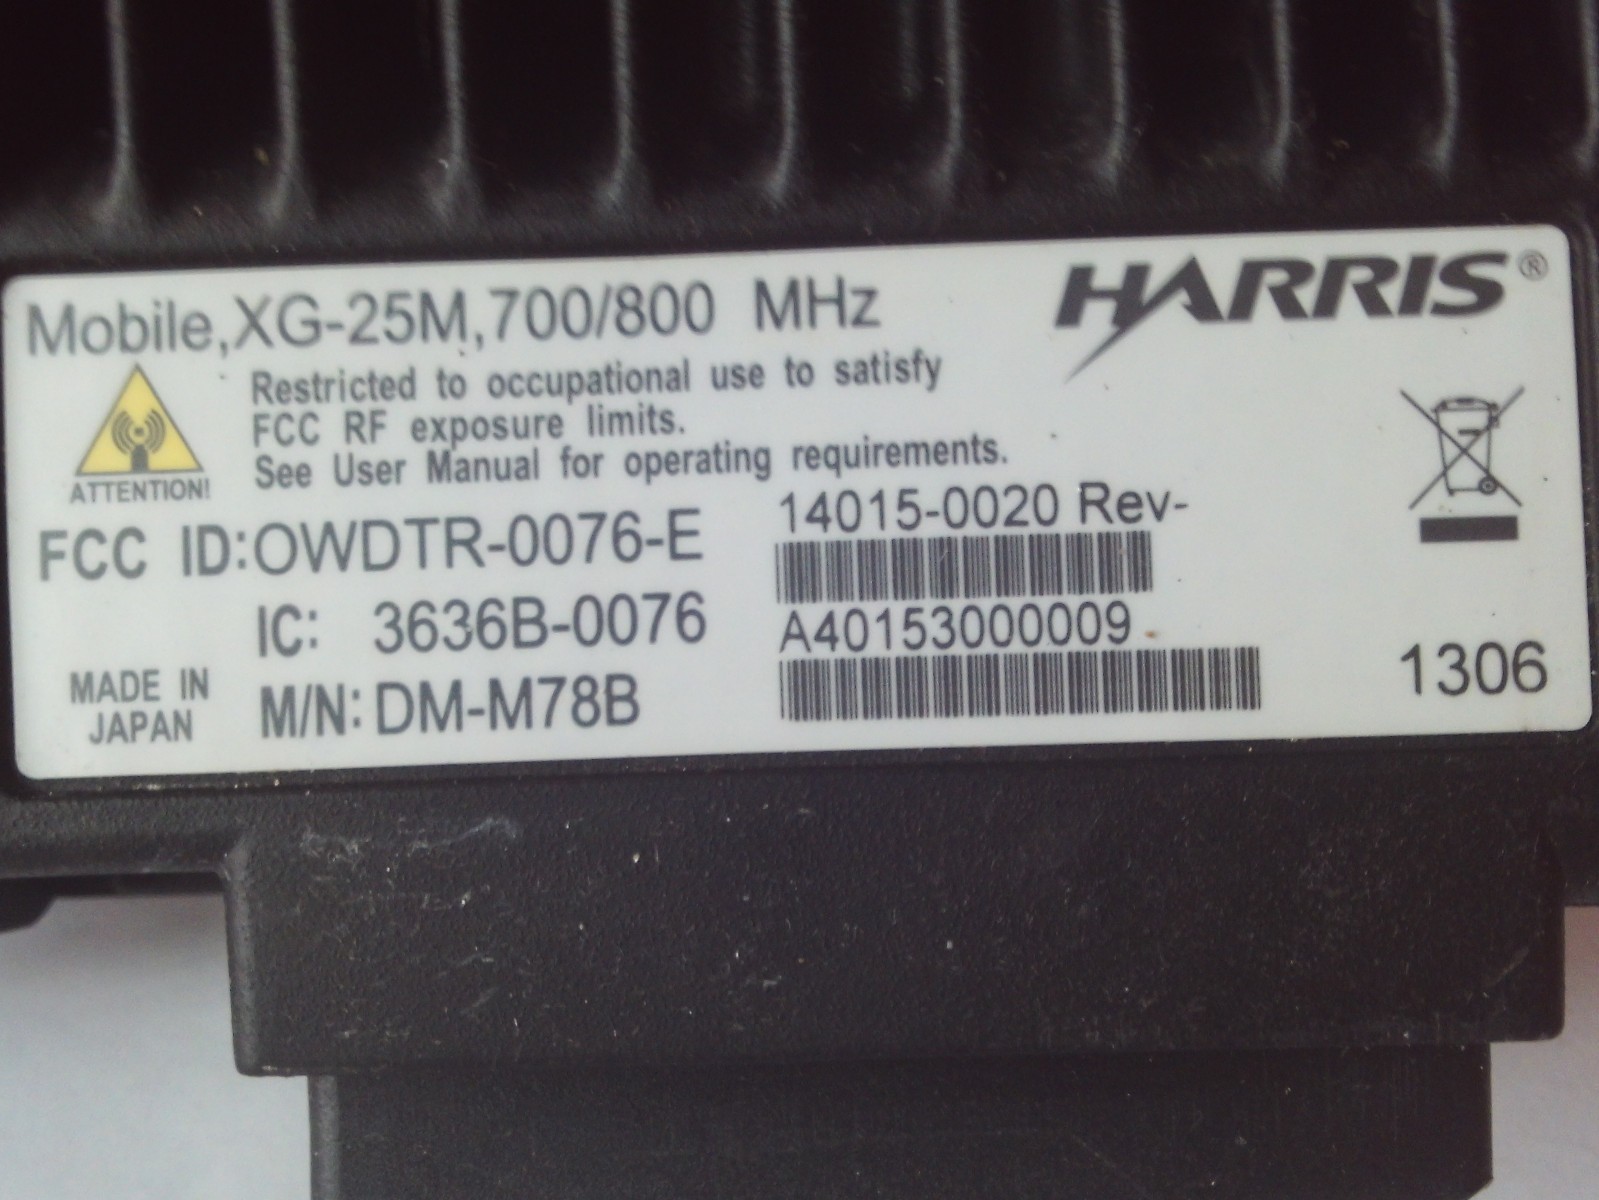 Mobile,XG-25M,700/800 MHz
HARRIS®
Restricted to occupational use to satisfy
FCC RF exposure limits.
See User Manual for operating requirements.
ATTENTION!
14015-0020 Rev-
FCC ID:OWDTR-0076-E
A40153000009
IC: 3636B-0076
MADE IN
JAPAN
M/N: DM-M78B
1306